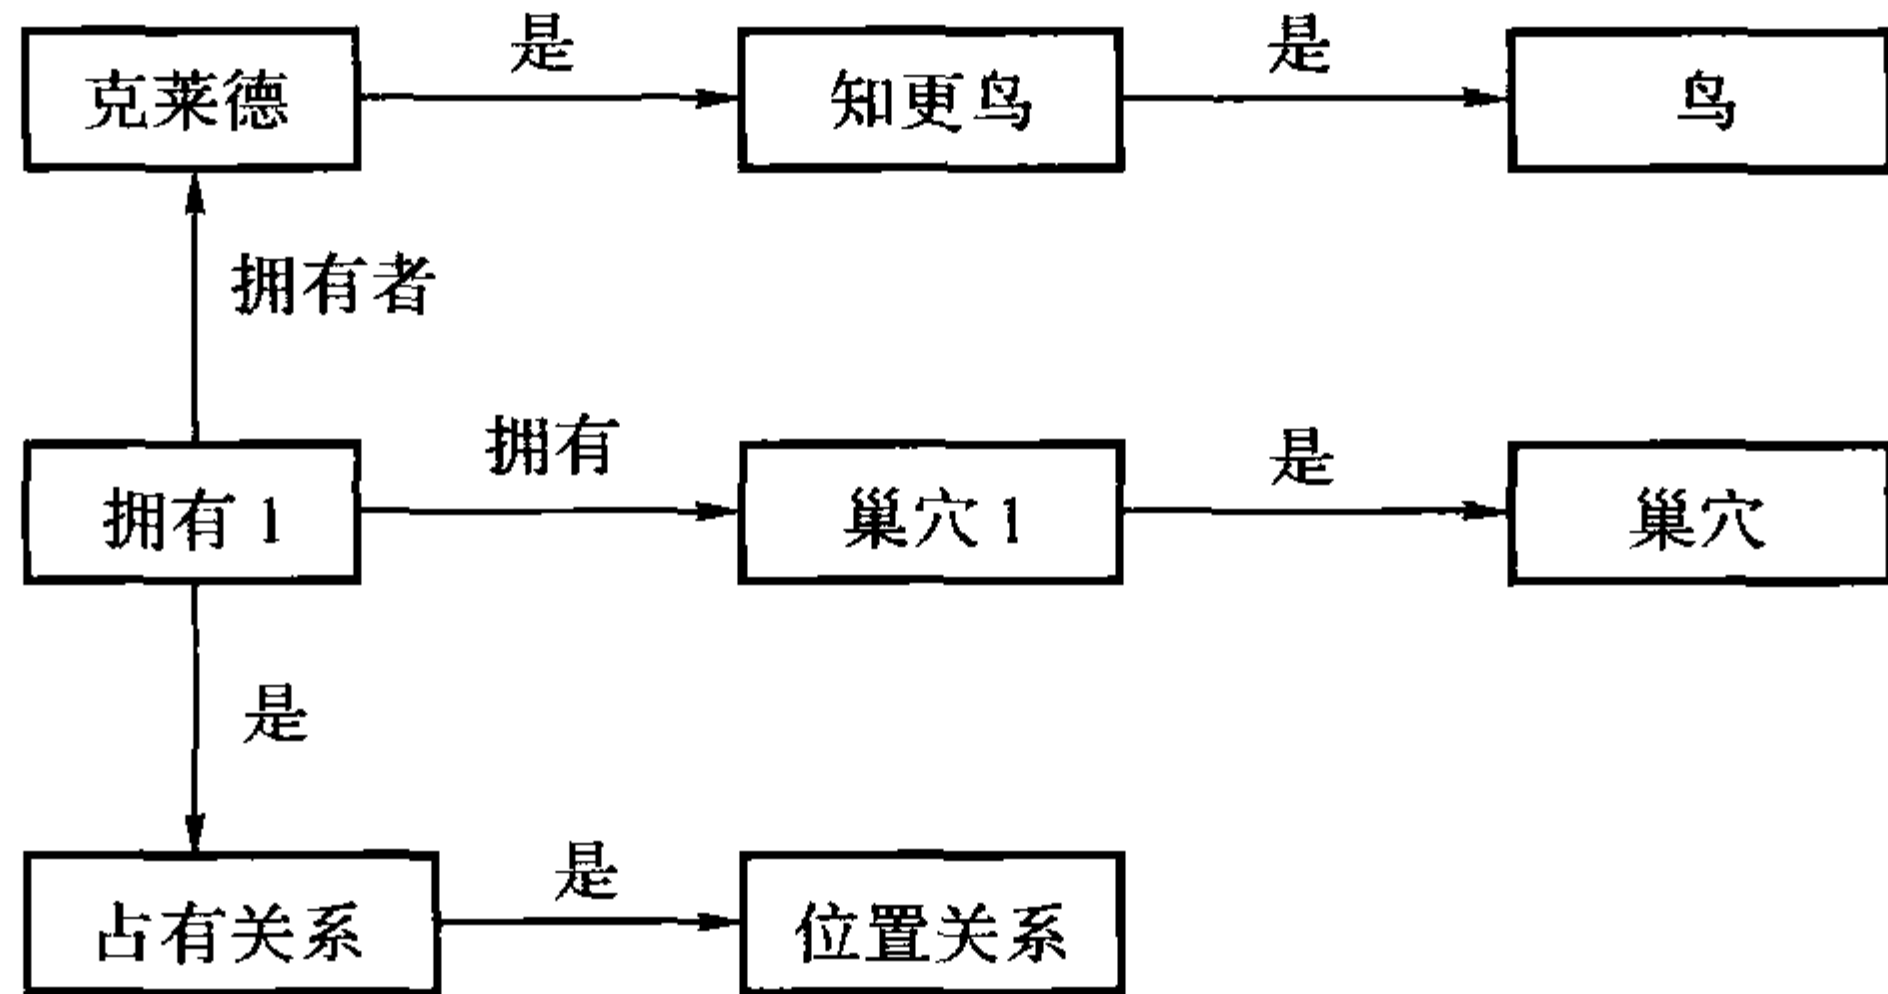 是
是
克莱德
知更鸟
鸟
拥有者
拥有
是
拥有 1
巢穴 1
巢穴
是
是
占有关系
位置关系